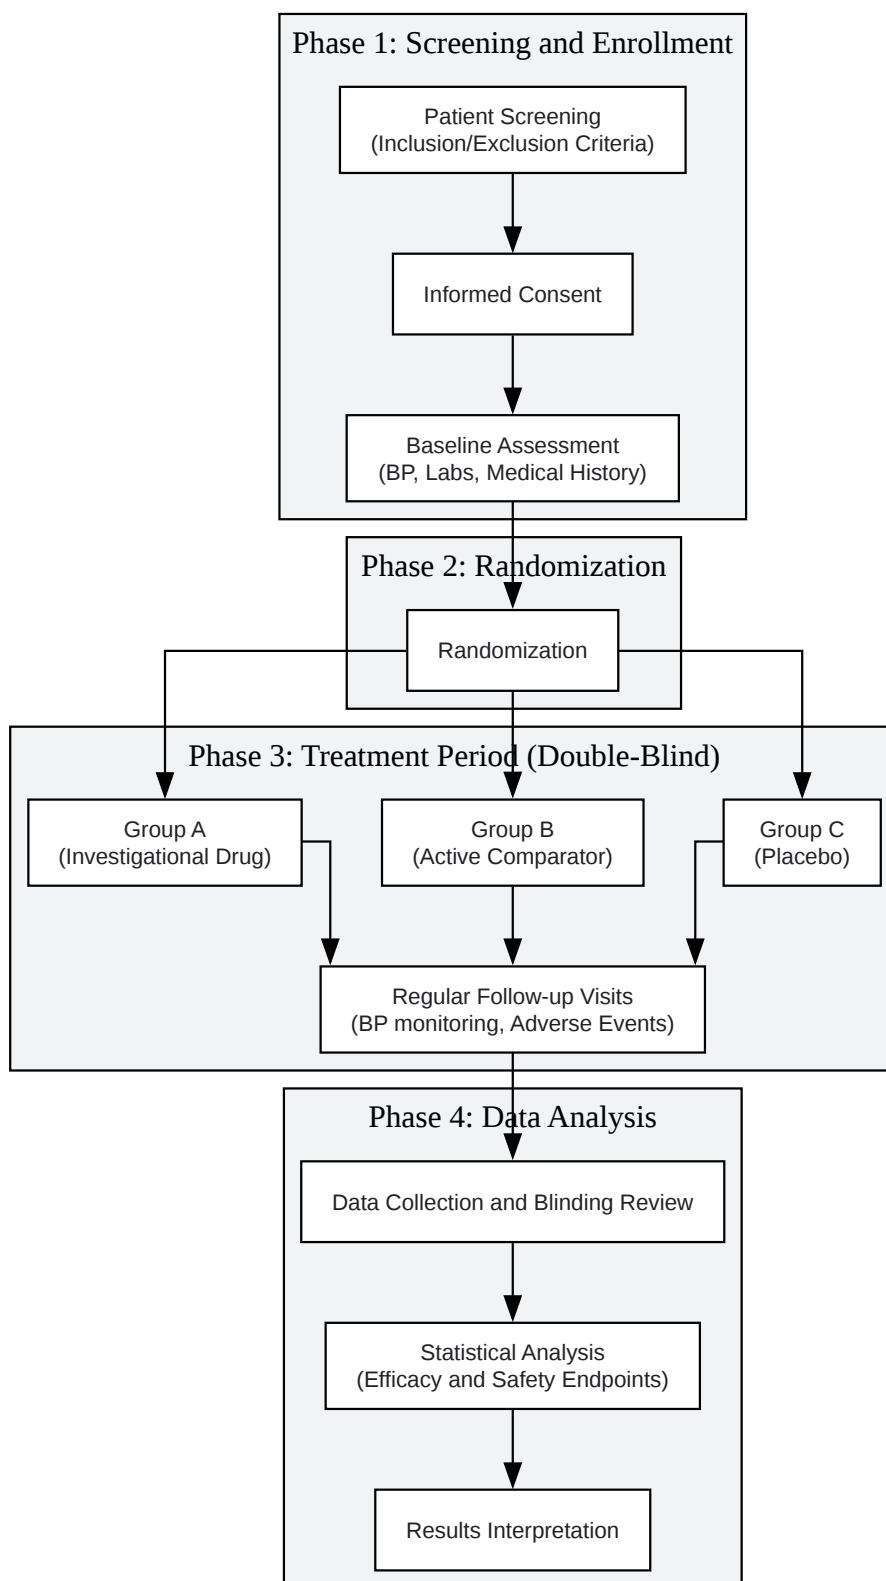 Phase 1: Screening and Enrollment
Patient Screening
(Inclusion/Exclusion Criteria)
Informed Consent
Baseline Assessment
(BP, Labs, Medical History)
Phase 2: Randomization
Randomization
Phase 3: Treatment Period (Double-Blind)
Group A
(Investigational Drug)
Group B
(Active Comparator)
Group C
(Placebo)
Regular Follow-up Visits
(BP monitoring, Adverse Events)
Phase 4: Data Analysis
Data Collection and Blinding Review
Statistical Analysis
(Efficacy and Safety Endpoints)
Results Interpretation